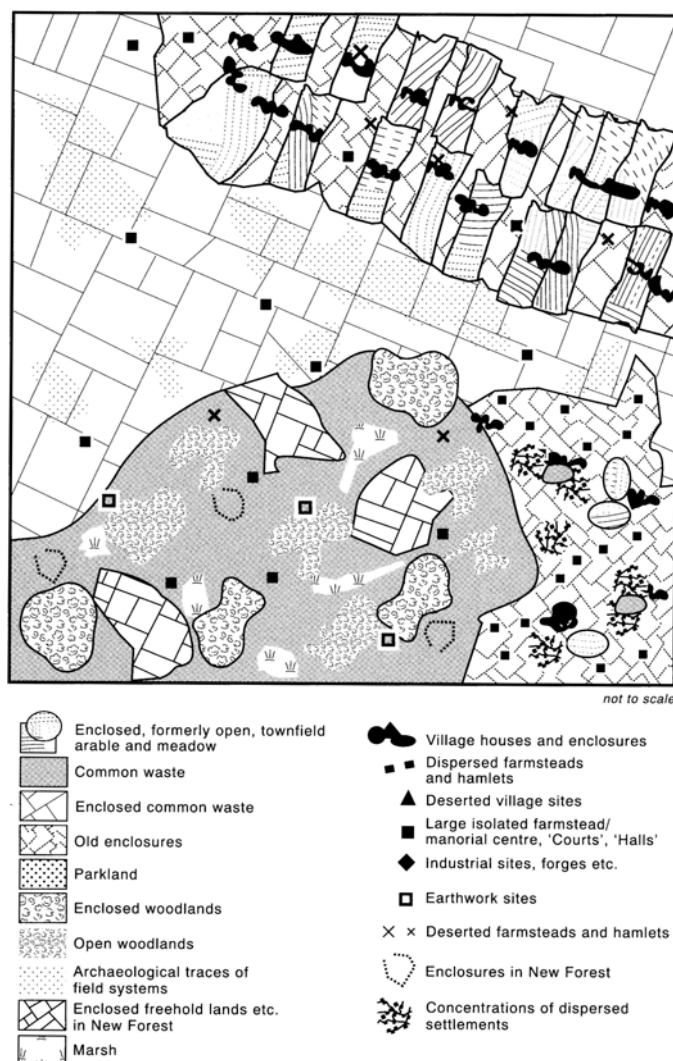 not to scale
Enclosed, formerly open, townfield
arable and meadow
Common waste
Enclosed common waste
Old enclosures
Parkland
Enclosed woodlands
Open woodlands
Archaeological traces of
field systems
Enclosed freehold lands etc.
in New Forest
Marsh
Village houses and enclosures
Dispersed farmsteads
and hamlets
Deserted village sites
Large isolated farmstead/
manorial centre, ‘Courts’, ‘Halls’
Industrial sites, forges etc.
Earthwork sites
Deserted farmsteads and hamlets
Enclosures in New Forest
Concentrations of dispersed
settlements